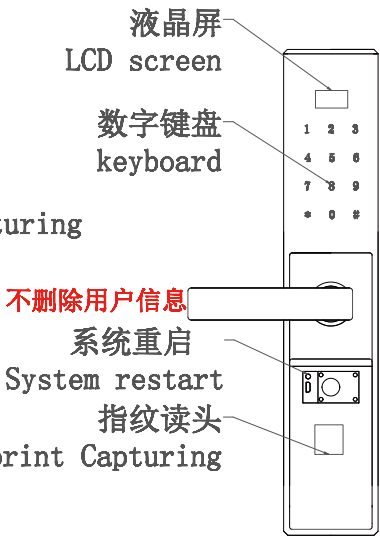 液晶屏
LCD screen
1 2 3
数字键盘
4 5 6
keyboard
7 8 9
* 0 #
turing
不删除用户信息
系统重启
System restart
指纹读头
print Capturing